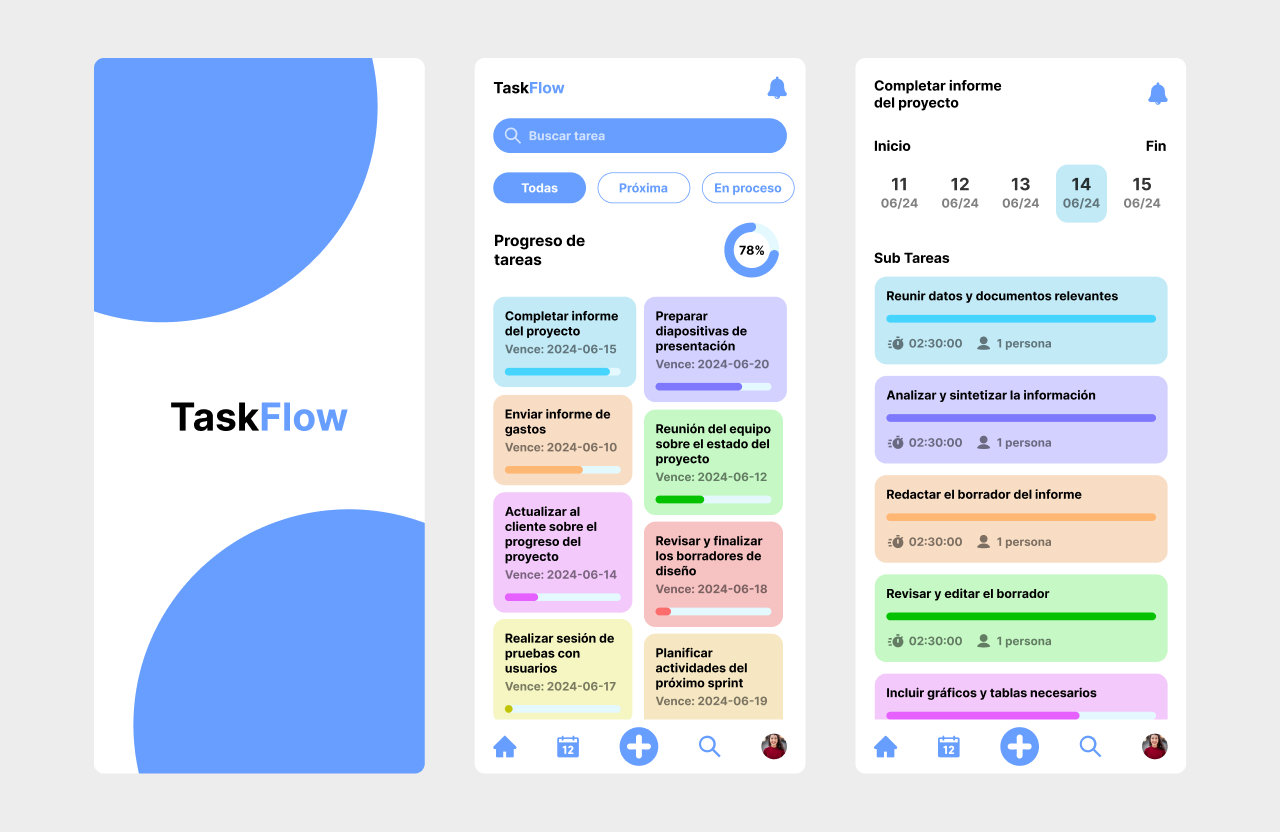 TaskFlow
TaskFlow
Buscar tarea
Todas
Próxima
En proceso
Progreso de
tareas
78%
Completar informe
del proyecto
Vence: 2024-06-15
Preparar
diapositivas de
presentación
Vence: 2024-06-20
Enviar informe de
gastos
Vence: 2024-06-10
Reunión del equipo
sobre el estado del
proyecto
Vence: 2024-06-12
Actualizar al
cliente sobre el
progreso del
proyecto
Vence: 2024-06-14
Revisar y finalizar
los borradores de
diseño
Vence: 2024-06-18
Realizar sesión de
pruebas con
usuarios
Vence: 2024-06-17
Planificar
actividades del
próximo sprint
Vence: 2024-06-19
12
Completar informe
del proyecto
Inicio
Fin
11
06/24
12
06/24
13
06/24
14
06/24
15
06/24
Sub Tareas
Reunir datos y documentos relevantes
02:30:00
1 persona
Analizar y sintetizar la información
02:30:00
1 persona
Redactar el borrador del informe
02:30:00
1 persona
Revisar y editar el borrador
02:30:00
1 persona
Incluir gráficos y tablas necesarios
12